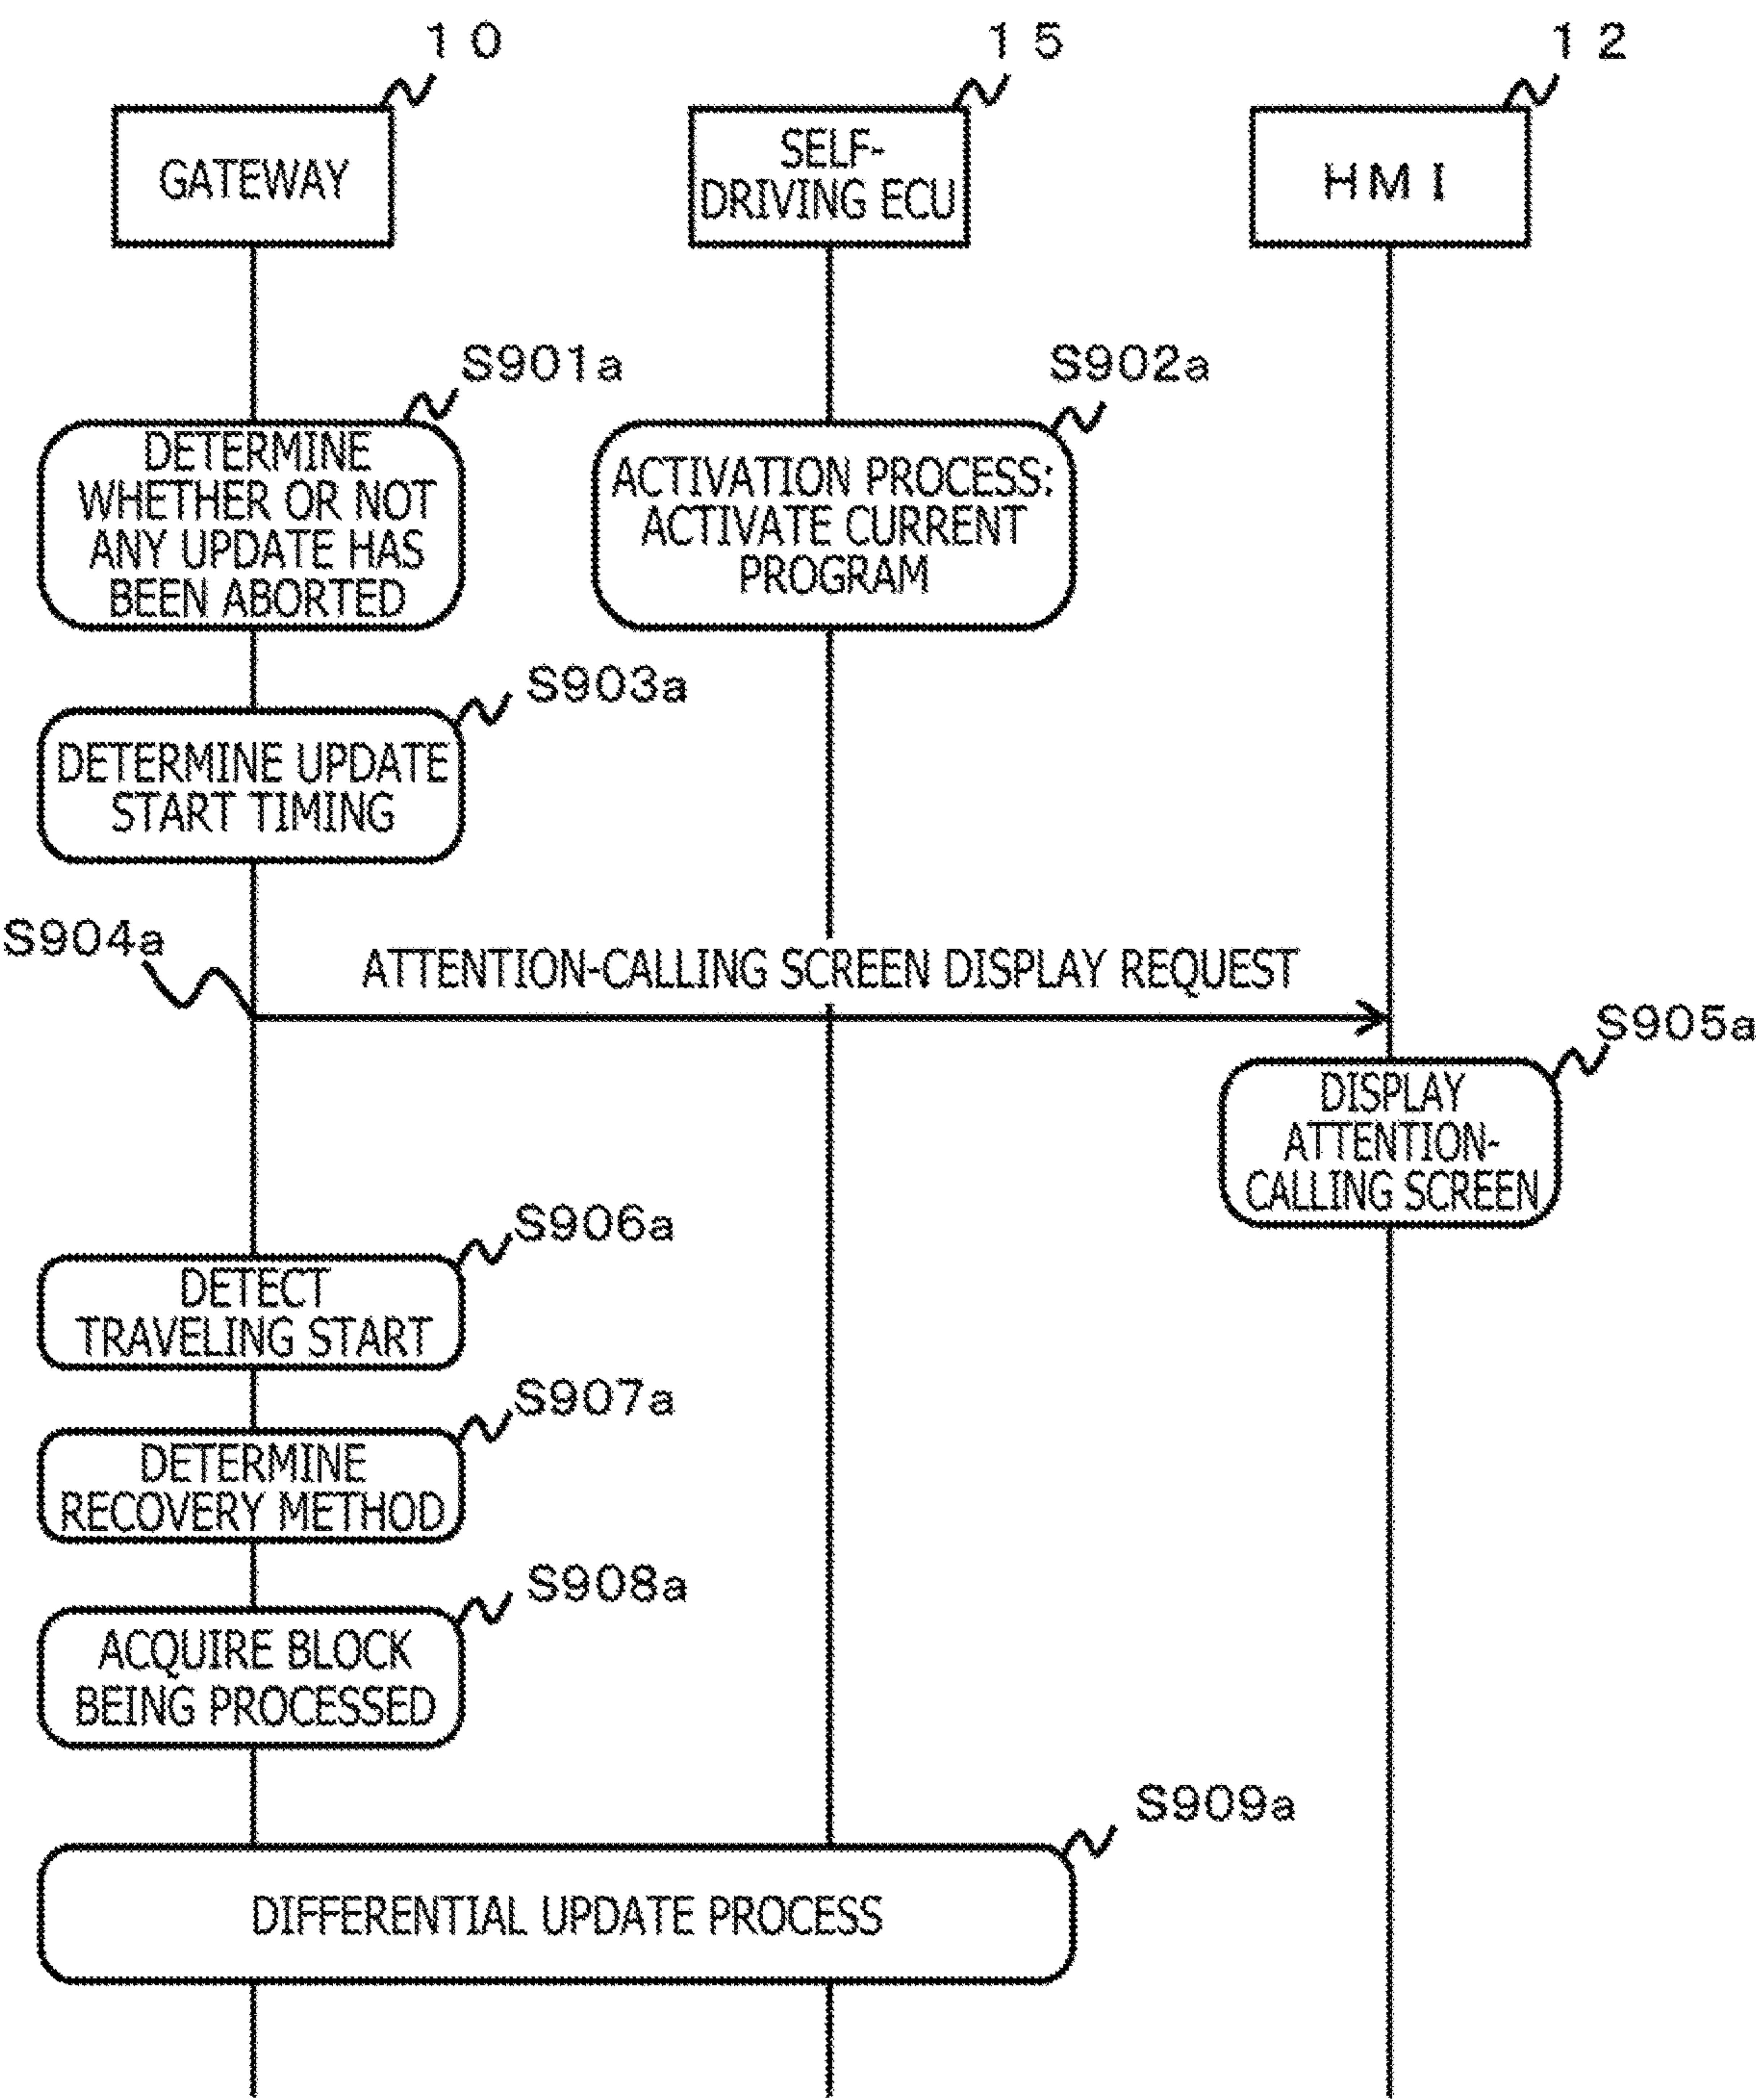 10
15
12
GATEWAY
SELF-
DRIVING ECU
HMI
S901a
S902a
DETERMINE
WHETHER OR NOT
ANY UPDATE HAS
BEEN ABORTED
ACTIVATION PROCESS:
ACTIVATE CURRENT
PROGRAM
S903a
DETERMINE UPDATE
START TIMING
S904a
ATTENTION-CALLING SCREEN DISPLAY REQUEST
S905a
DISPLAY
ATTENTION-
CALLING SCREEN
S906a
DETECT
TRAVELING START
S907a
DETERMINE
RECOVERY METHOD
S908a
ACQUIRE BLOCK
BEING PROCESSED
S909a
DIFFERENTIAL UPDATE PROCESS